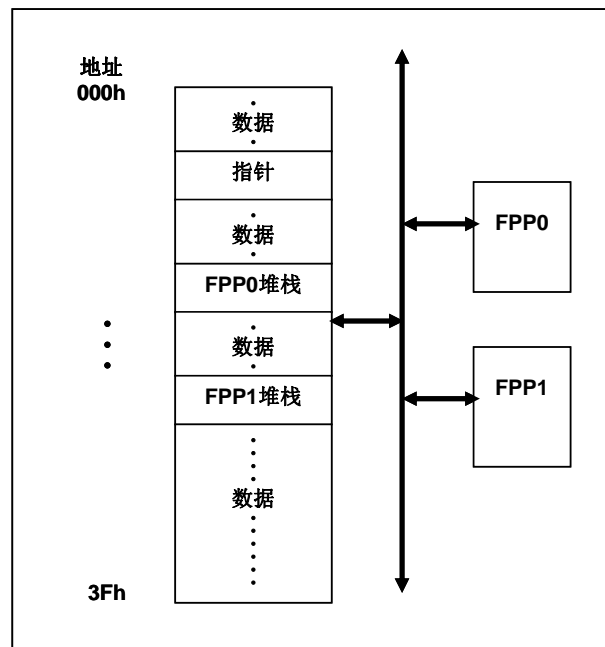 地址
000h
数据
指针
数据
FPP0堆栈
数据
FPP1堆栈
数据
3Fh
FPP0
FPP1